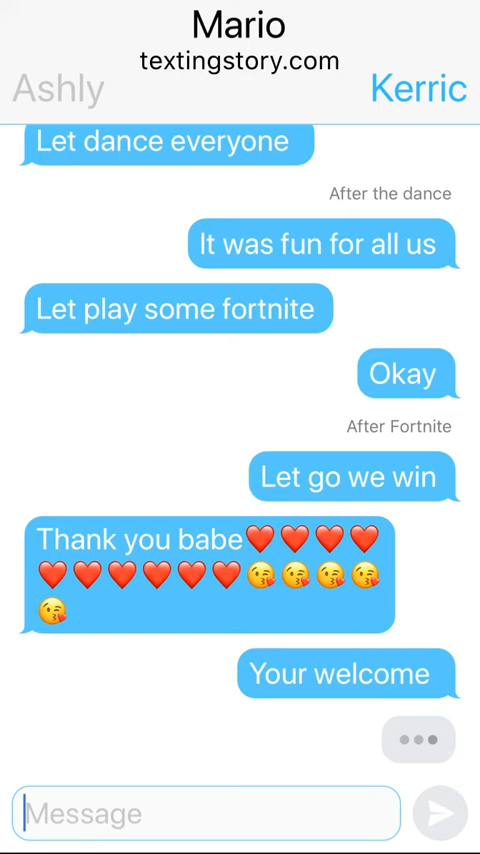 Mario
textingstory.com
Ashly
Kerric
Let dance everyone
After the dance
It was fun for all us
Let play some fortnite
Okay
After Fortnite
Let go we win
Thank you babe❤️❤️❤️❤️
❤️❤️❤️❤️❤️❤️😘😘😘😘
😘
Your welcome
Message